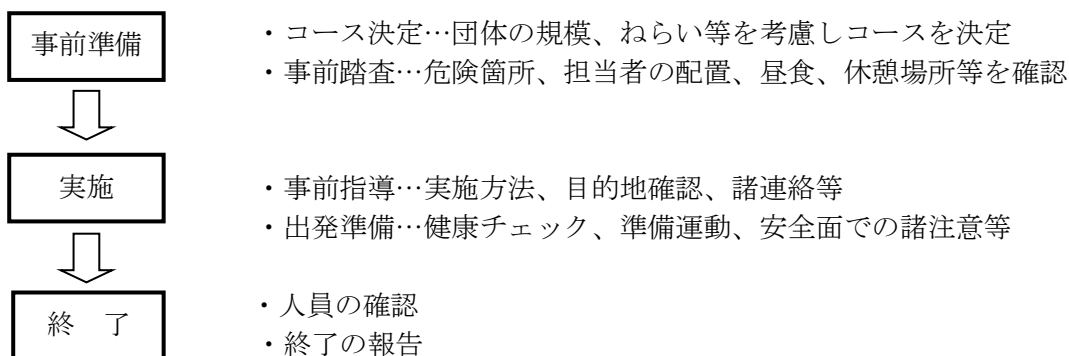 事前準備
・コース決定…団体の規模、ねらい等を考慮しコースを決定
・事前踏査…危険箇所、担当者の配置、昼食、休憩場所等を確認
実施
・事前指導…実施方法、目的地確認、諸連絡等
・出発準備…健康チェック、準備運動、安全面での諸注意等
終　了
・人員の確認
・終了の報告